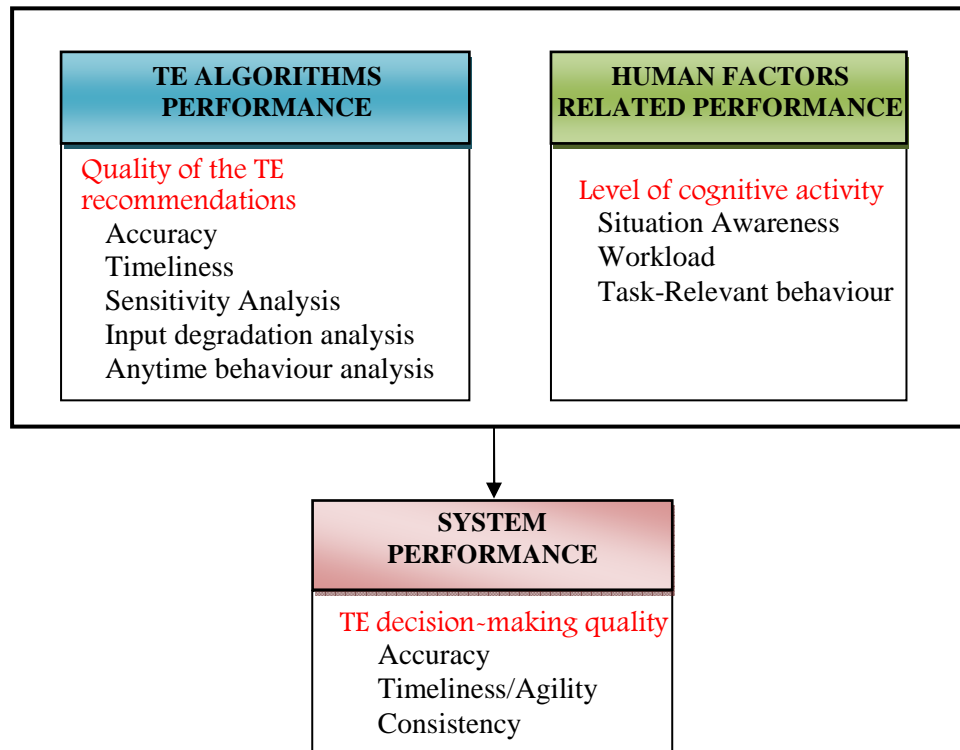 TE ALGORITHMS
PERFORMANCE
Quality of the TE
recommendations
Accuracy
Timeliness
Sensitivity Analysis
Input degradation analysis
Anytime behaviour analysis
HUMAN FACTORS
RELATED PERFORMANCE
Level of cognitive activity
Situation Awareness
Workload
Task-Relevant behaviour
SYSTEM
PERFORMANCE
TE decision-making quality
Accuracy
Timeliness/Agility
Consistency